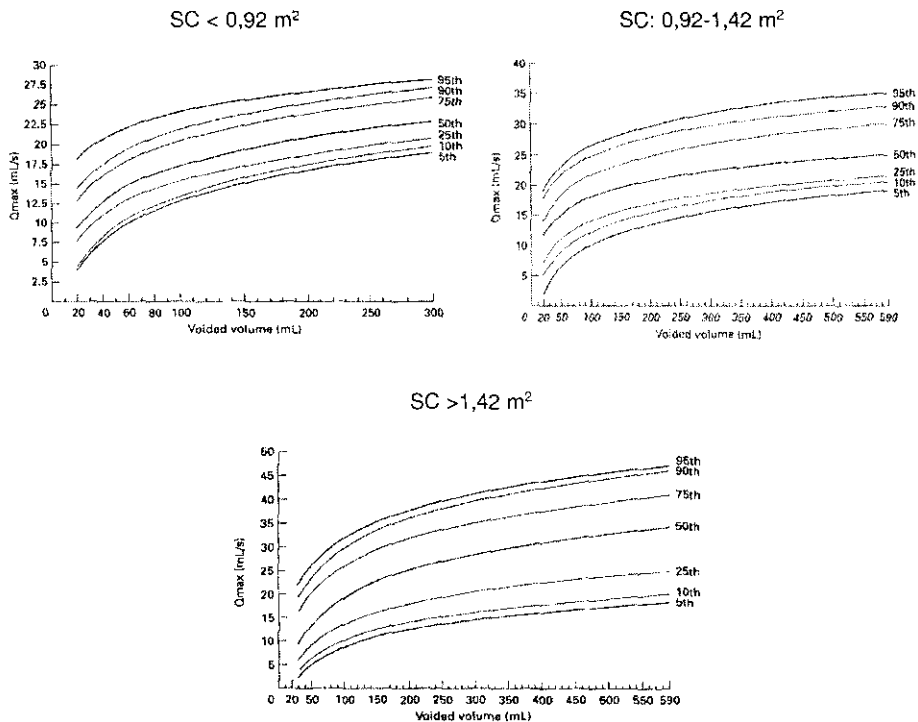 SC < 0,92 m²
30
27.5
25
22.5
20
17.5
15
12.5
10
7.5
5
2.5
Qmax (mL/s)
95th
90th
75th
50th
25th
10th
5th
0 20 40 60 80 100 150 200 250 300
Voided volume (mL)
SC: 0,92-1,42 m²
40
35
30
25
20
15
10
5
Qmax (mL/s)
95th
90th
75th
50th
25th
10th
5th
0 20 50 100 150 200 250 300 350 400 450 500 550 590
Voided volume (mL)
SC >1,42 m²
50
45
40
35
30
25
20
15
10
5
Qmax (mL/s)
95th
90th
75th
50th
25th
10th
5th
0 20 50 100 150 200 250 300 350 400 450 500 550 590
Voided volume (mL)